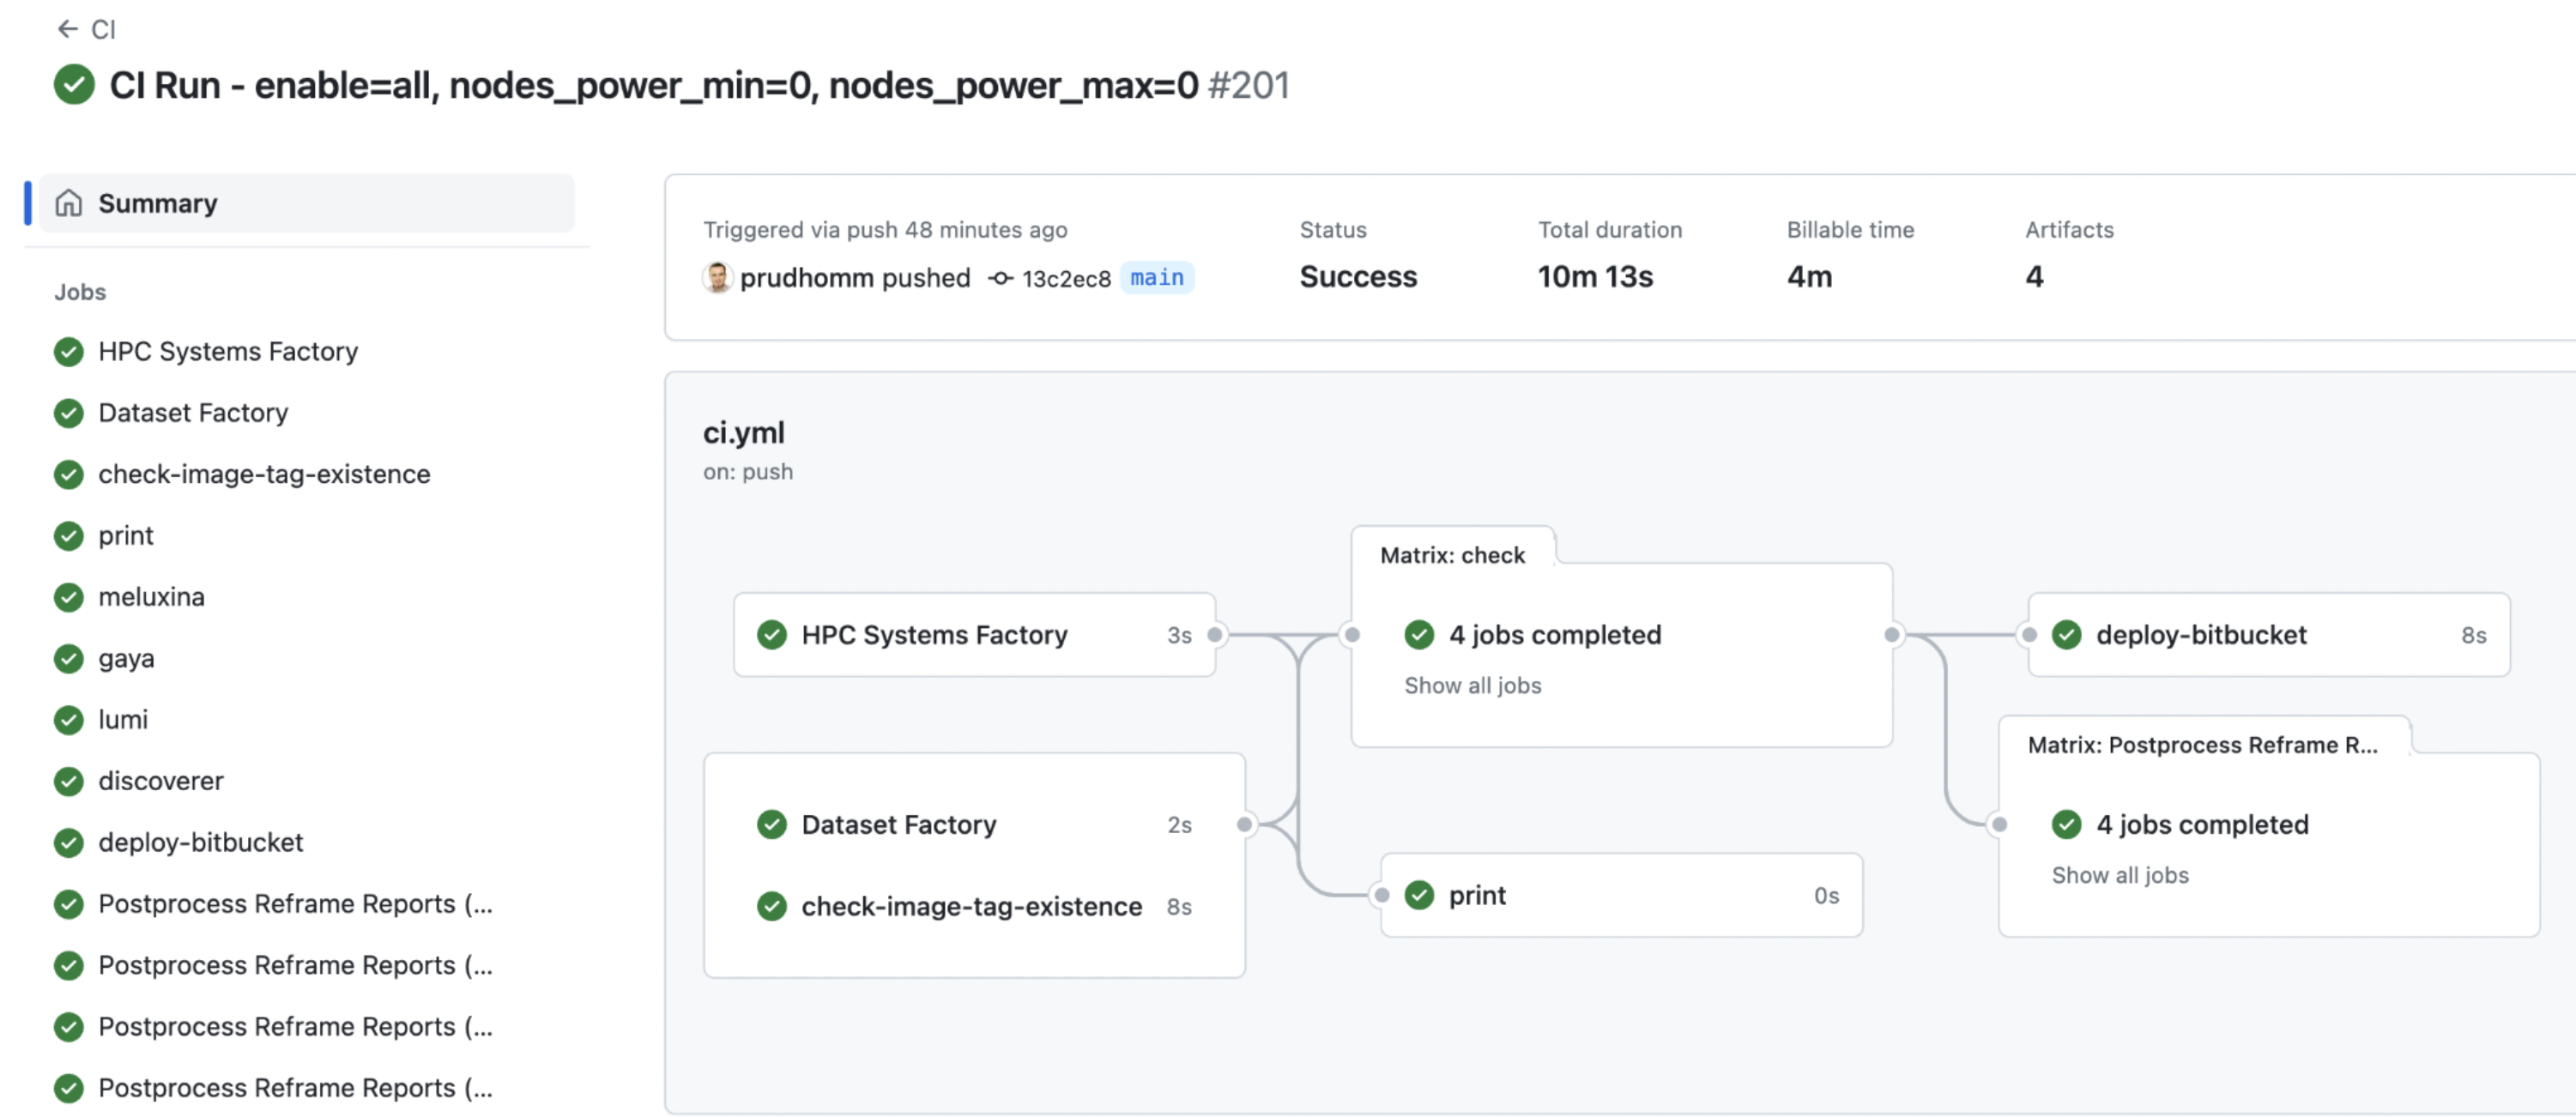 ← CI
CI Run - enable=all, nodes_power_min=0, nodes_power_max=0 #201
Summary
Jobs
HPC Systems Factory
Dataset Factory
check-image-tag-existence
print
meluxina
gaya
lumi
discoverer
deploy-bitbucket
Postprocess Reframe Reports (...
Postprocess Reframe Reports (...
Postprocess Reframe Reports (...
Postprocess Reframe Reports (...
Triggered via push 48 minutes ago
prudhomm pushed 13c2ec8 main
Status
Success
Total duration
10m 13s
Billable time
4m
Artifacts
4
ci.yml
on: push
HPC Systems Factory 3s
Dataset Factory 2s
check-image-tag-existence 8s
Matrix: check
4 jobs completed
Show all jobs
print 0s
deploy-bitbucket 8s
Matrix: Postprocess Reframe R...
4 jobs completed
Show all jobs